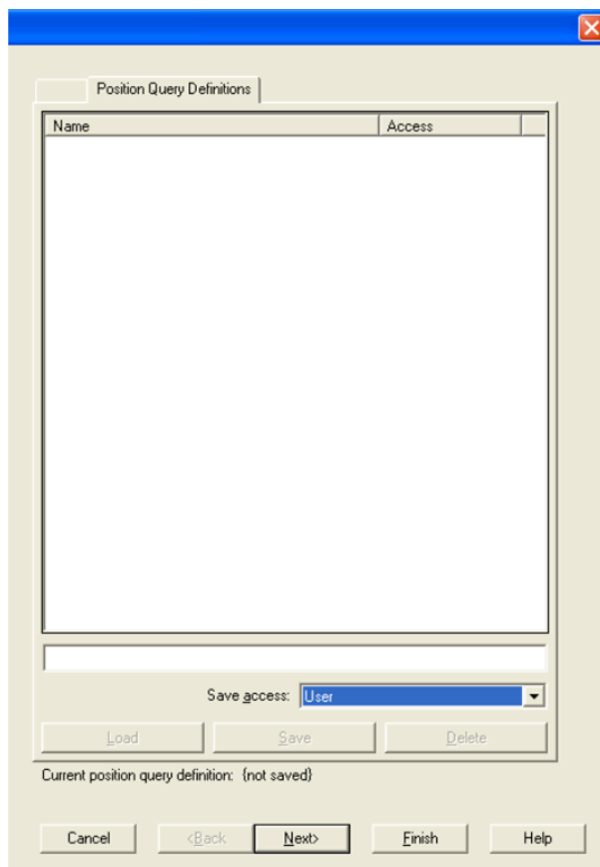 Position Query Definitions
Name Access
Save access: User
Load Save Delete
Current position query definition: {not saved}
Cancel <Back Next> Finish Help